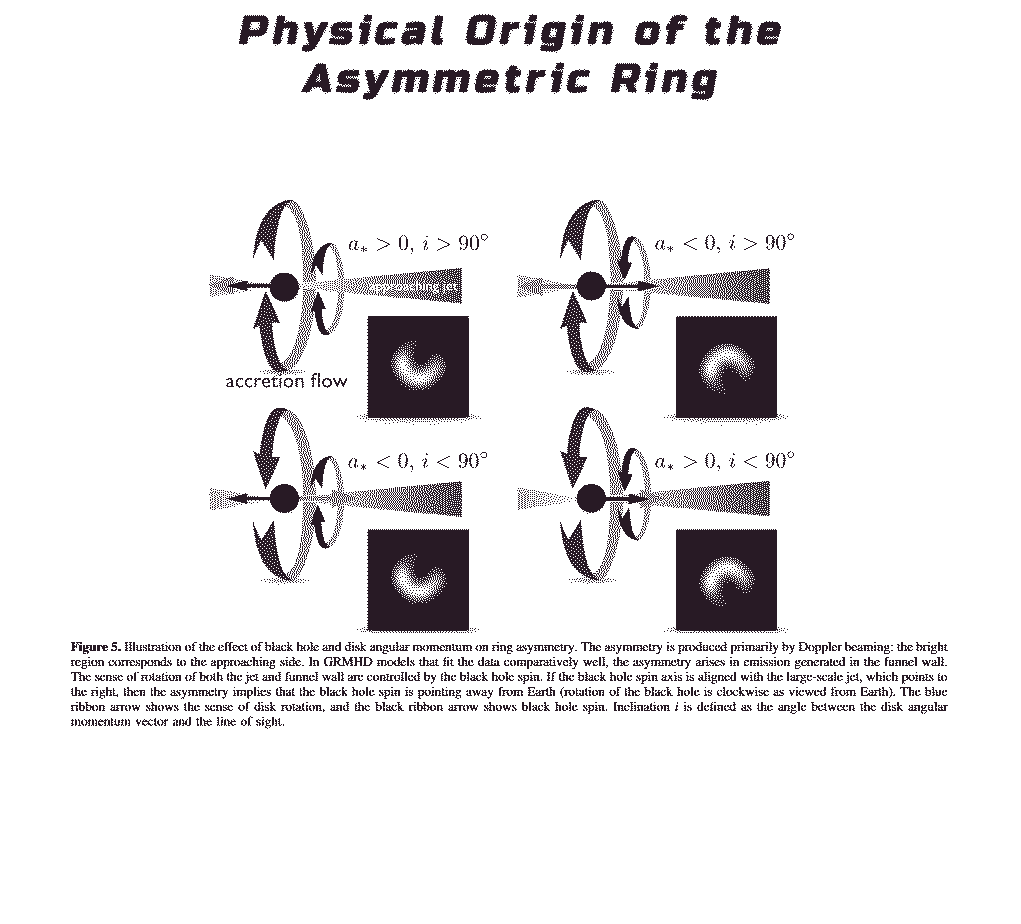 Physical Origin of the
Asymmetric Ring
a* > 0, i > 90°
a* < 0, i > 90°
approaching jet
accretion flow
a* < 0, i < 90°
a* > 0, i < 90°
Figure 5. Illustration of the effect of black hole and disk angular momentum on ring asymmetry. The asymmetry is produced primarily by Doppler beaming: the bright
region corresponds to the approaching side. In GRMHD models that fit the data comparatively well, the asymmetry arises in emission generated in the funnel wall.
The sense of rotation of both the jet and funnel wall are controlled by the black hole spin. If the black hole spin axis is aligned with the large-scale jet, which points to
the right, then the asymmetry implies that the black hole spin is pointing away from Earth (rotation of the black hole is clockwise as viewed from Earth). The blue
ribbon arrow shows the sense of disk rotation, and the black ribbon arrow shows black hole spin. Inclination i is defined as the angle between the disk angular
momentum vector and the line of sight.